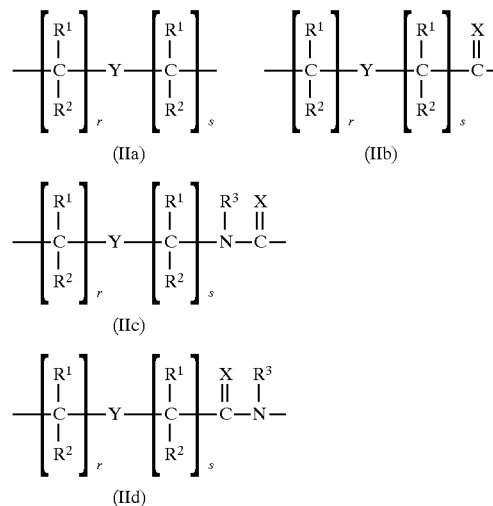 R¹ R¹ R¹ R¹ X
C Y C C Y C C
R² R² R² R²
r s r s
(IIa) (IIb)
R¹ R¹ R³ X
C Y C N C
R² R²
r s
(IIc)
R¹ R¹ X R³
C Y C C N
R² R²
r s
(IId)